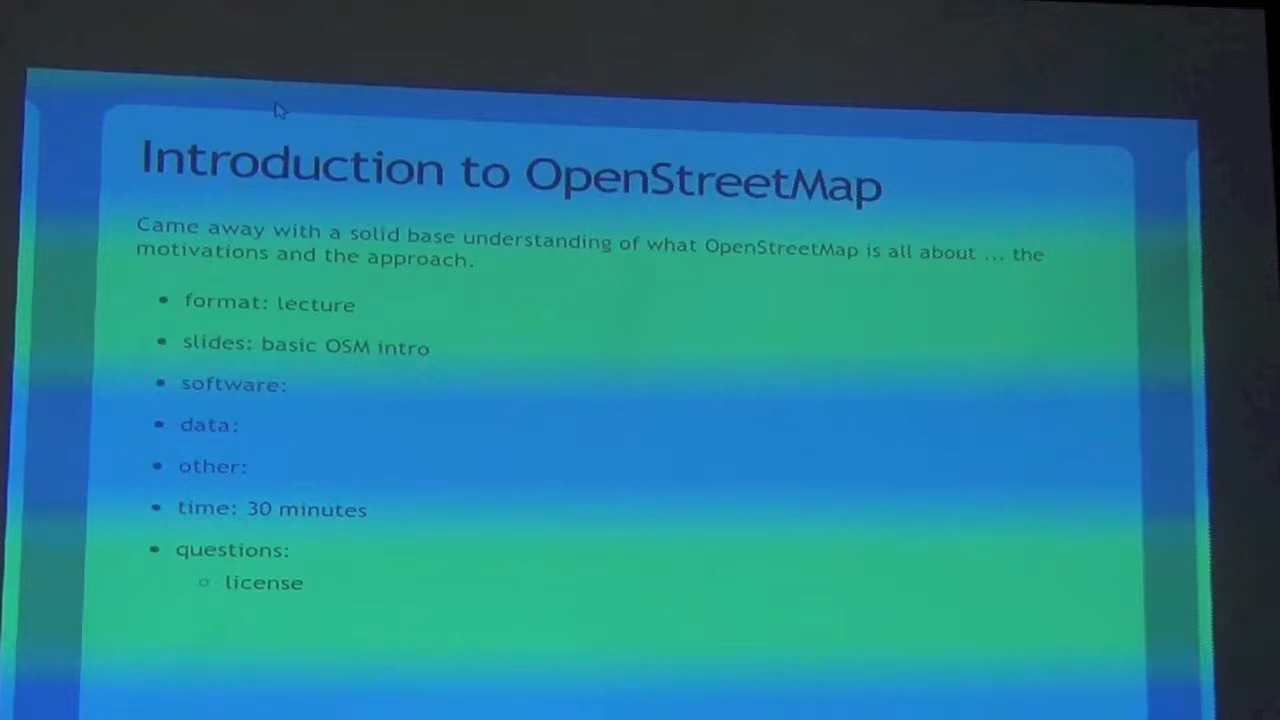 Introduction to OpenStreetMap
Came away with a solid base understanding of what OpenStreetMap is all about ... the
motivations and the approach.
• format: lecture
• slides: basic OSM intro
• software:
• data:
• other:
• time: 30 minutes
• questions:
○ license